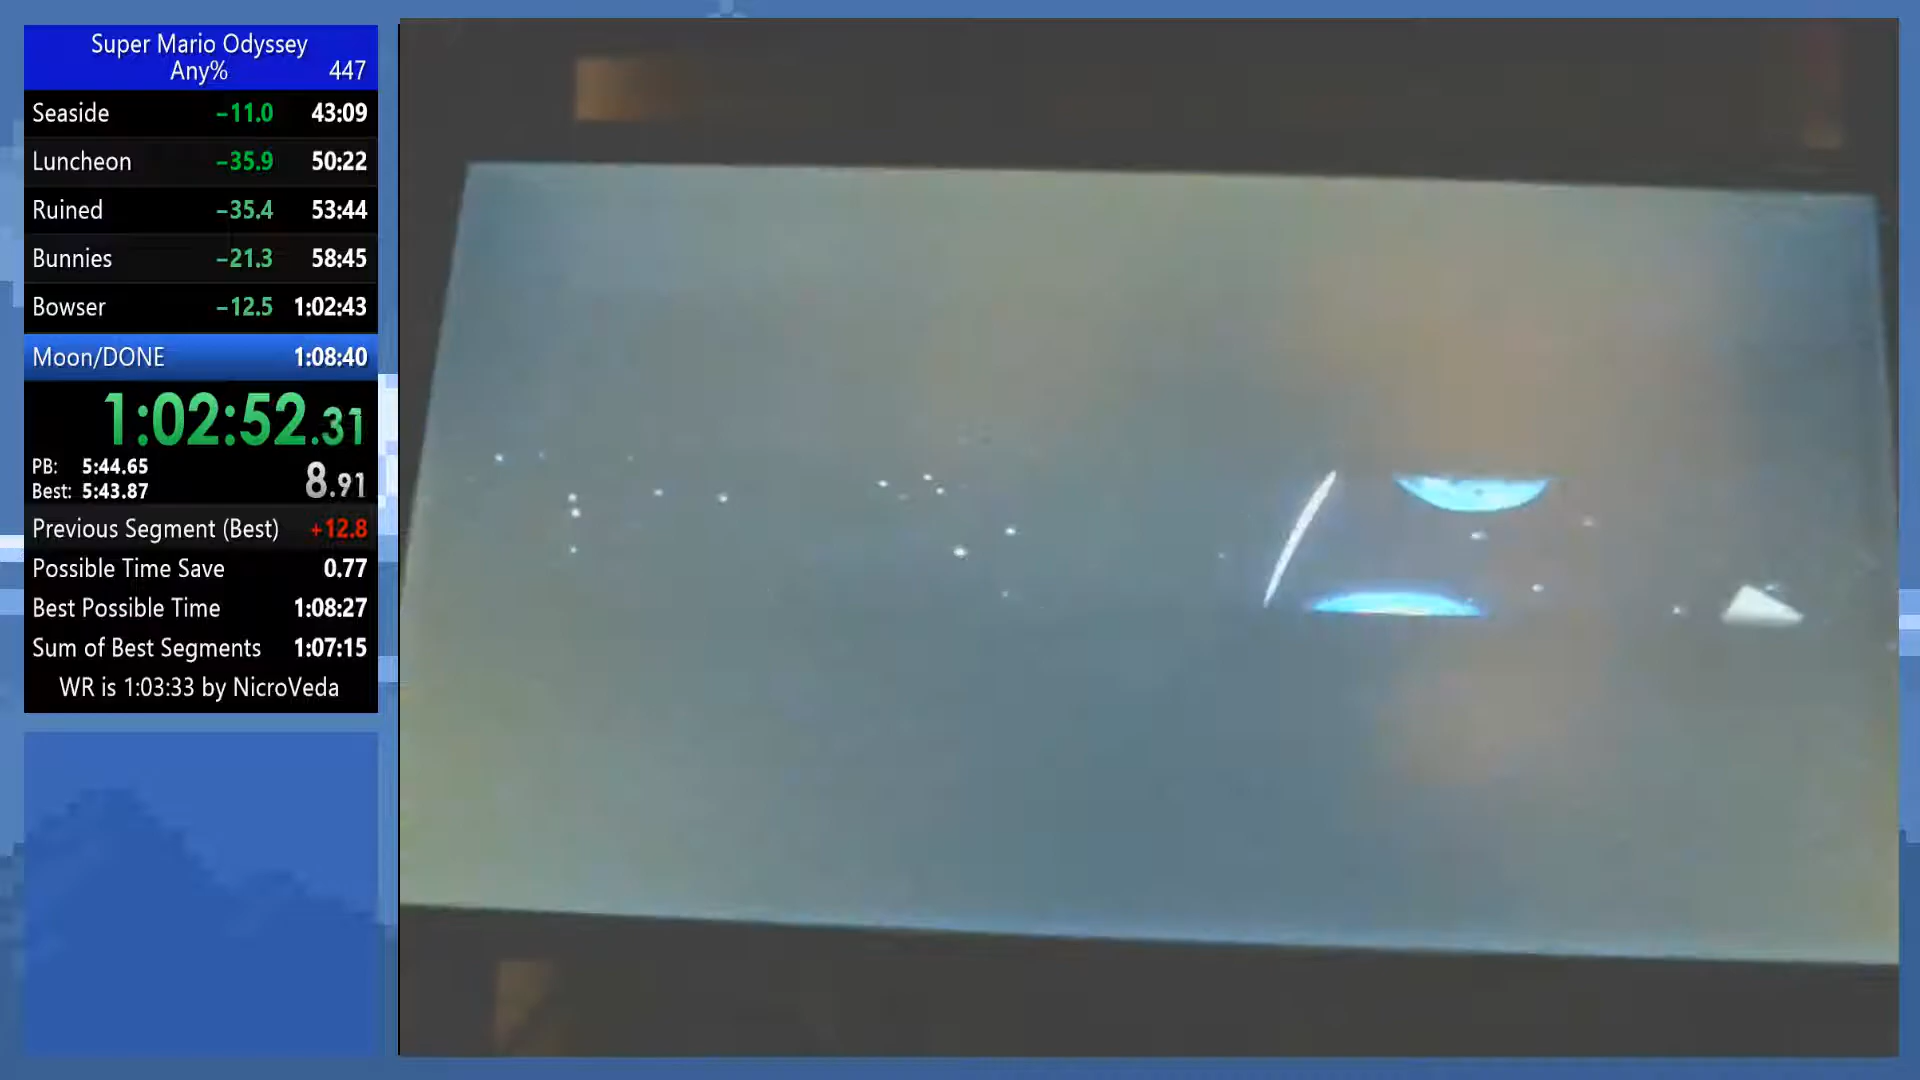 Super Mario Odyssey
Any% 447
Seaside −11.0 43:09
Luncheon −35.9 50:22
Ruined −35.4 53:44
Bunnies −21.3 58:45
Bowser −12.5 1:02:43
Moon/DONE 1:08:40
1:02:52.31
PB: 5:44.65
Best: 5:43.87
8.91
Previous Segment (Best) +12.8
Possible Time Save 0.77
Best Possible Time 1:08:27
Sum of Best Segments 1:07:15
WR is 1:03:33 by NicroVeda